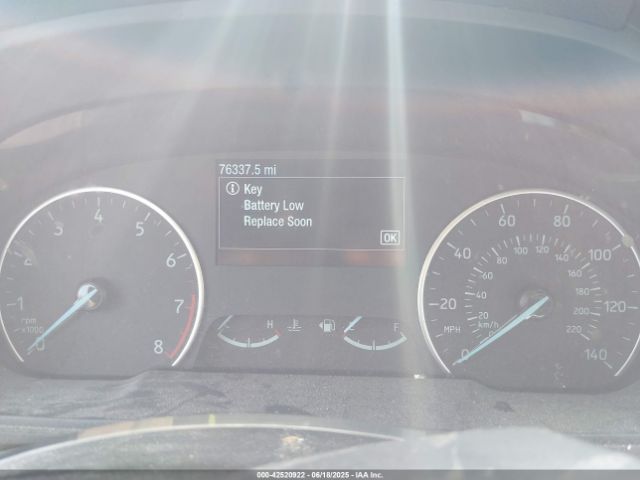 76337.5 mi
Key
Battery Low
Replace Soon
OK
0 1 2 3 4 5 6 7 8
rpm
x1000
H
F
0 20 40 60 80 100 120 140
MPH
20 40 60 80 100 120 140 160 180 200 220
km/h
000-42520922 - 06/18/2025 - IAA Inc.